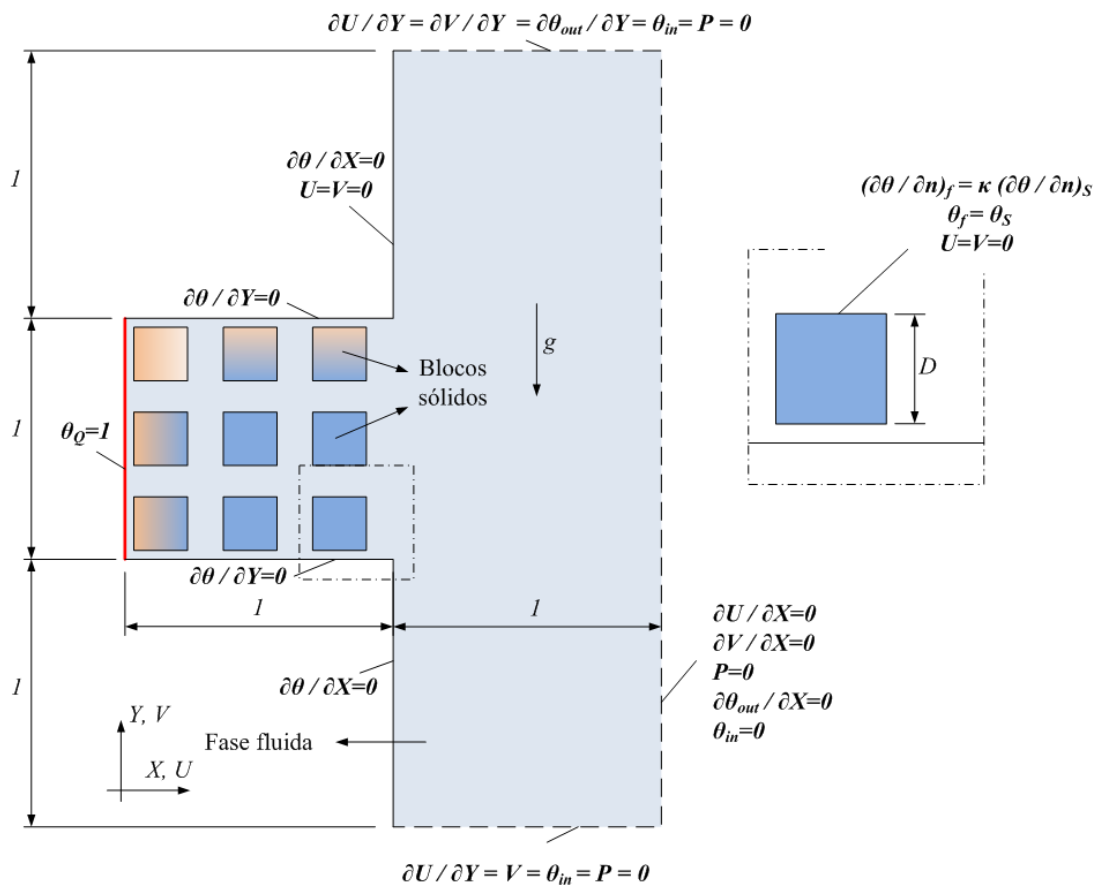 ∂U / ∂Y = ∂V / ∂Y = ∂θout / ∂Y = θin = P = 0
1
∂θ / ∂X=0
U=V=0
(∂θ / ∂n)f = κ (∂θ / ∂n)S
θf = θS
U=V=0
∂θ / ∂Y=0
g
D
Blocos
sólidos
1
θQ=1
∂θ / ∂Y=0
1
1
∂U / ∂X=0
∂V / ∂X=0
P=0
∂θout / ∂X=0
θin=0
1
∂θ / ∂X=0
Y, V
Fase fluida
X, U
∂U / ∂Y = V = θin = P = 0